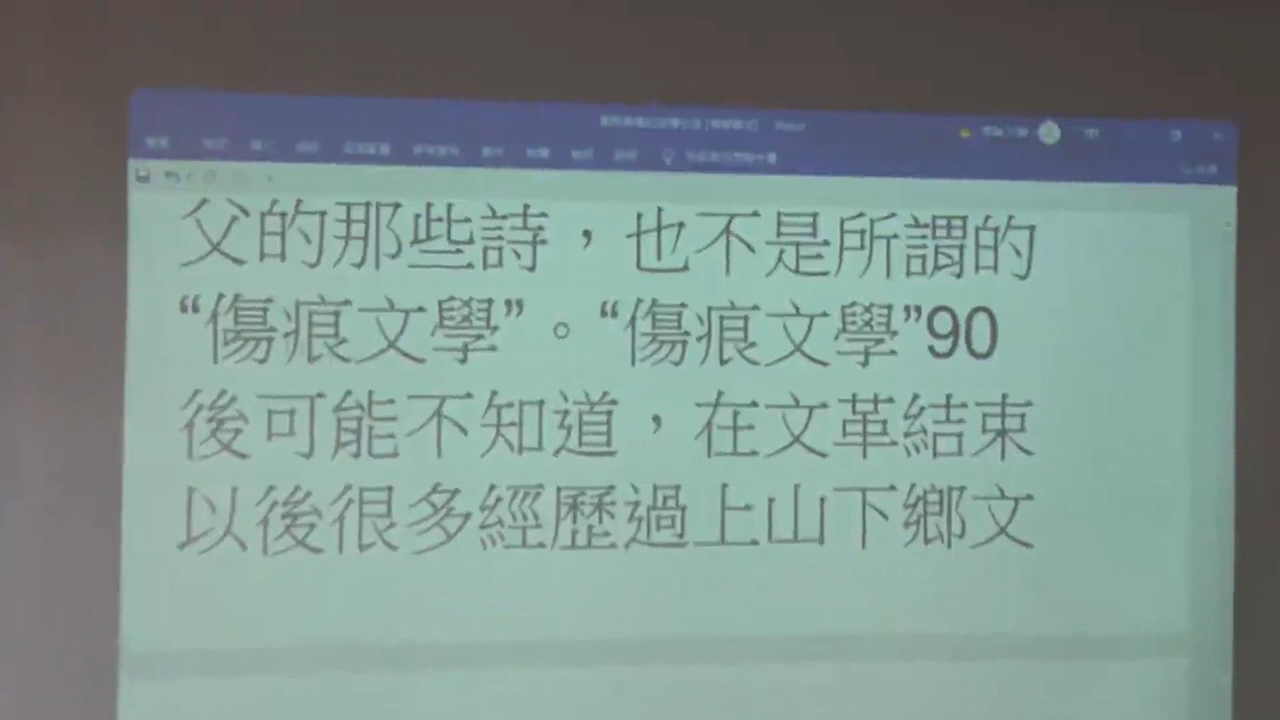 父的那些詩，也不是所謂的
“傷痕文學”。“傷痕文學”90
後可能不知道，在文革結束
以後很多經歷過上山下鄉文